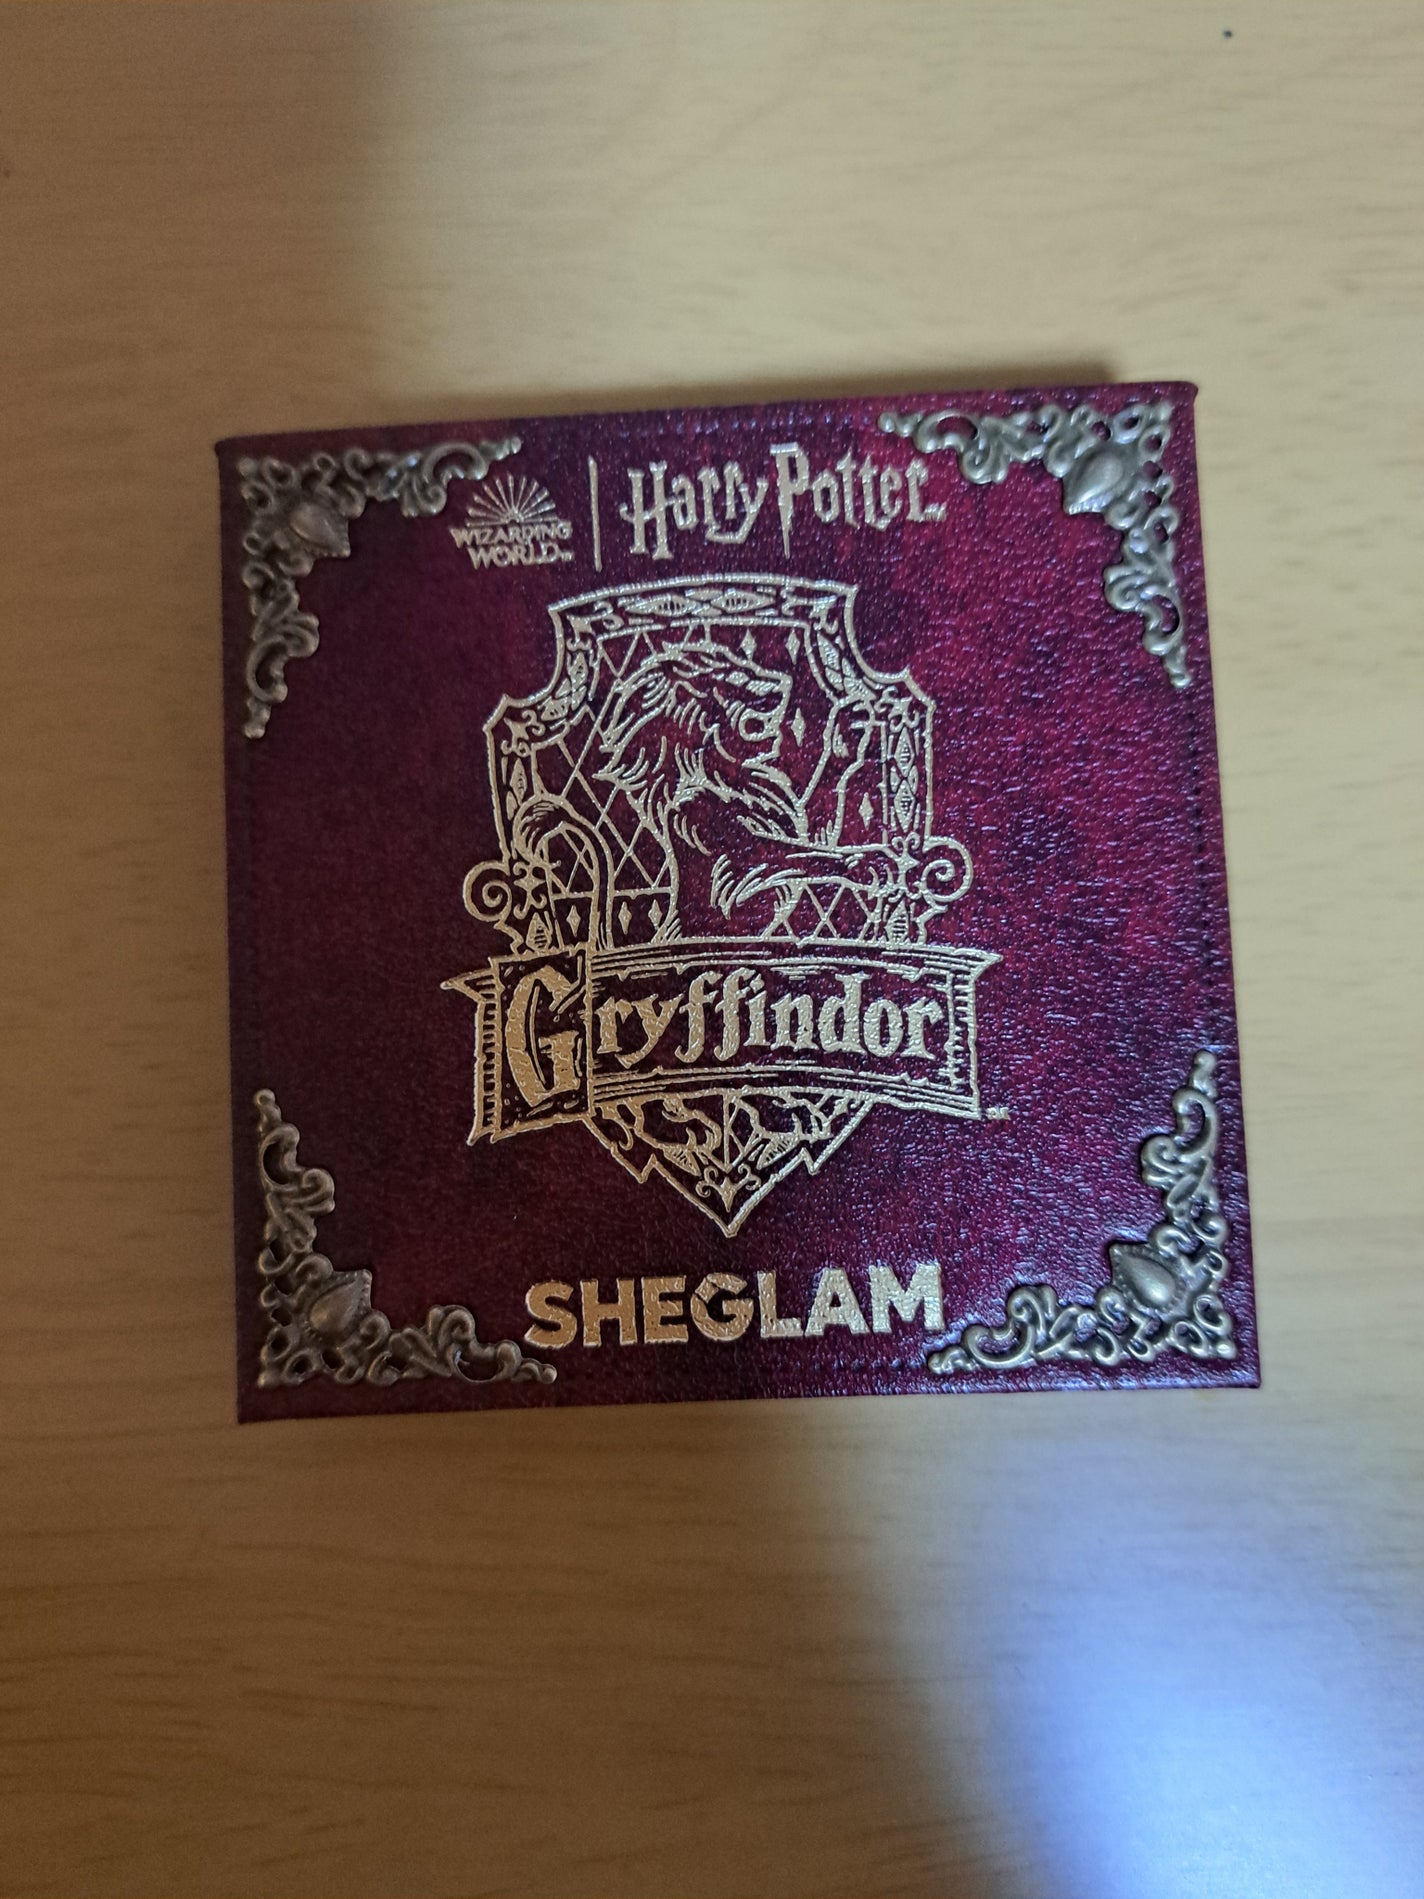 WIZARDING
WORLD
Harry Potter
Gryffindor
SHEGLAM